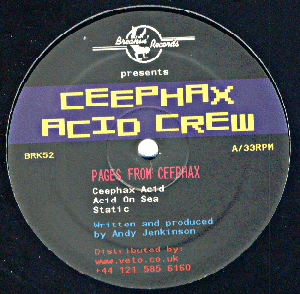 Breakin' Records
presents
CEEPHAX
ACID CREW
BRK52
A/33RPM
PAGES FROM CEEPHAX
Ceephax Acid
Acid On Sea
Static
Written and produced
by Andy Jenkinson
Distributed by:
www.veto.co.uk
+44 121 585 6160